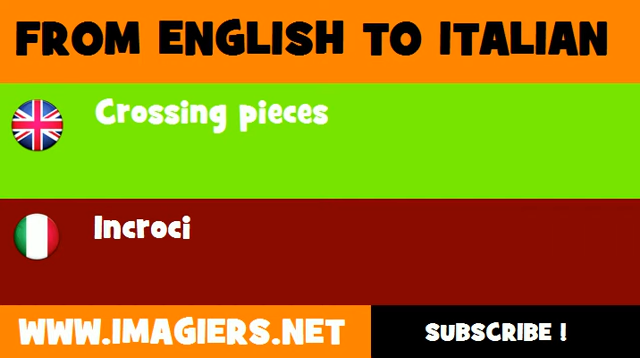 FROM ENGLISH TO ITALIAN
Crossing pieces
Incroci
WWW.IMAGIERS.NET
SUBSCRIBE !